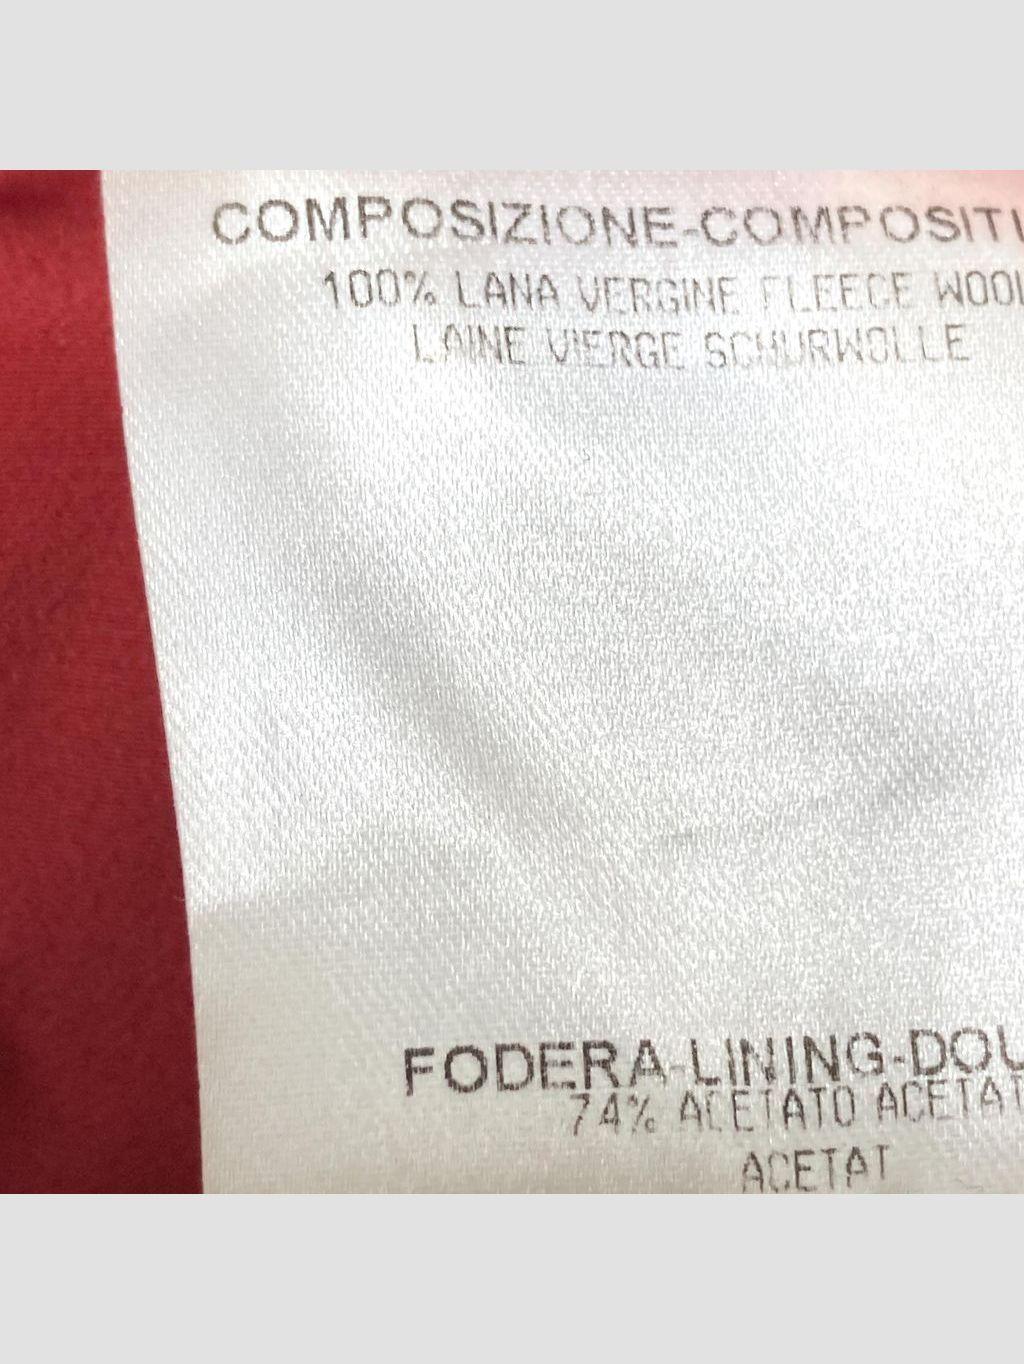 COMPOSIZIONE-COMPOSITI
100% LANA VERGINE FLEECE WOOL
LAINE VIERGE SCHURWOLLE
FODERA-LINING-DOU
74% ACETATO ACETAT
ACETAT